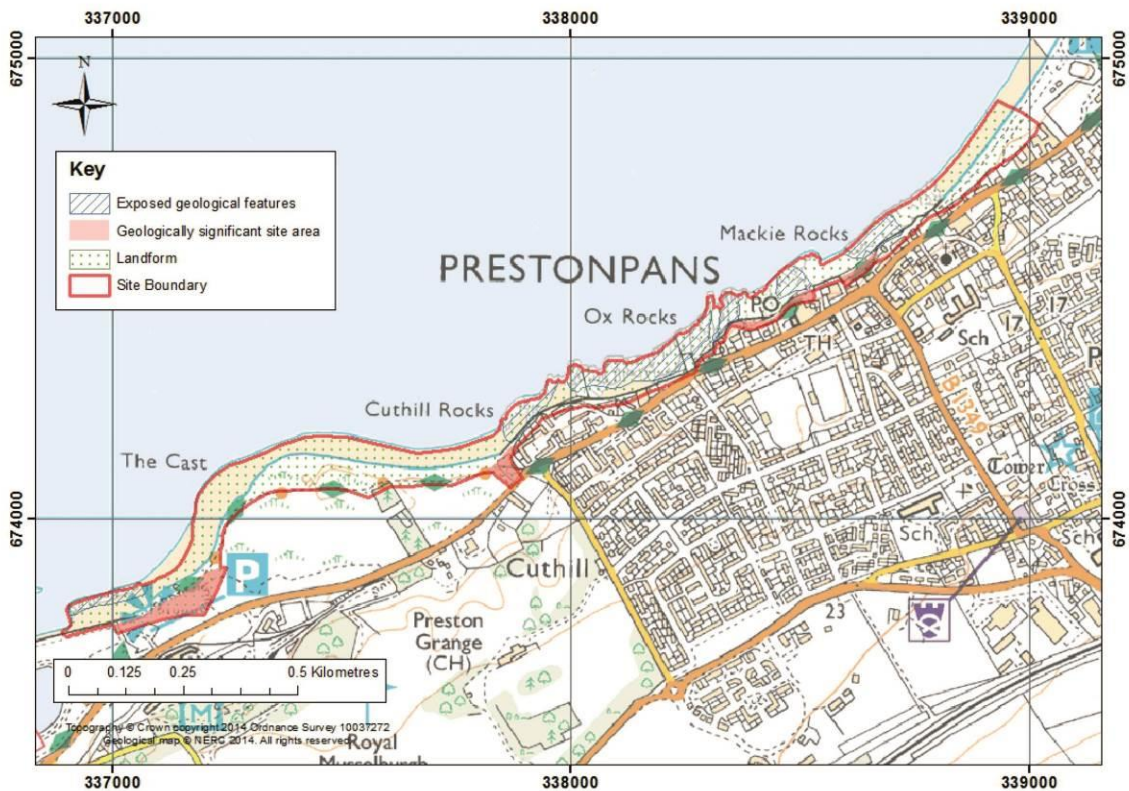 337000 338000 339000
675000 675000
N
Key
Exposed geological features
Geologically significant site area
Landform
Site Boundary
Mackie Rocks
PRESTONPANS
PO
Ox Rocks
17
TH
Sch
17
P
Cuthill Rocks
B 1349
The Cast
Tower
Cross
674000 674000
P
Sch
Sch
Cuthill
23
Preston
Grange
(CH)
0 0.125 0.25 0.5 Kilometres
M
Topography © Crown copyright 2014 Ordnance Survey 10037272
Geological map © NERC 2014. All rights reserved
Royal
Musselburgh
337000 338000 339000